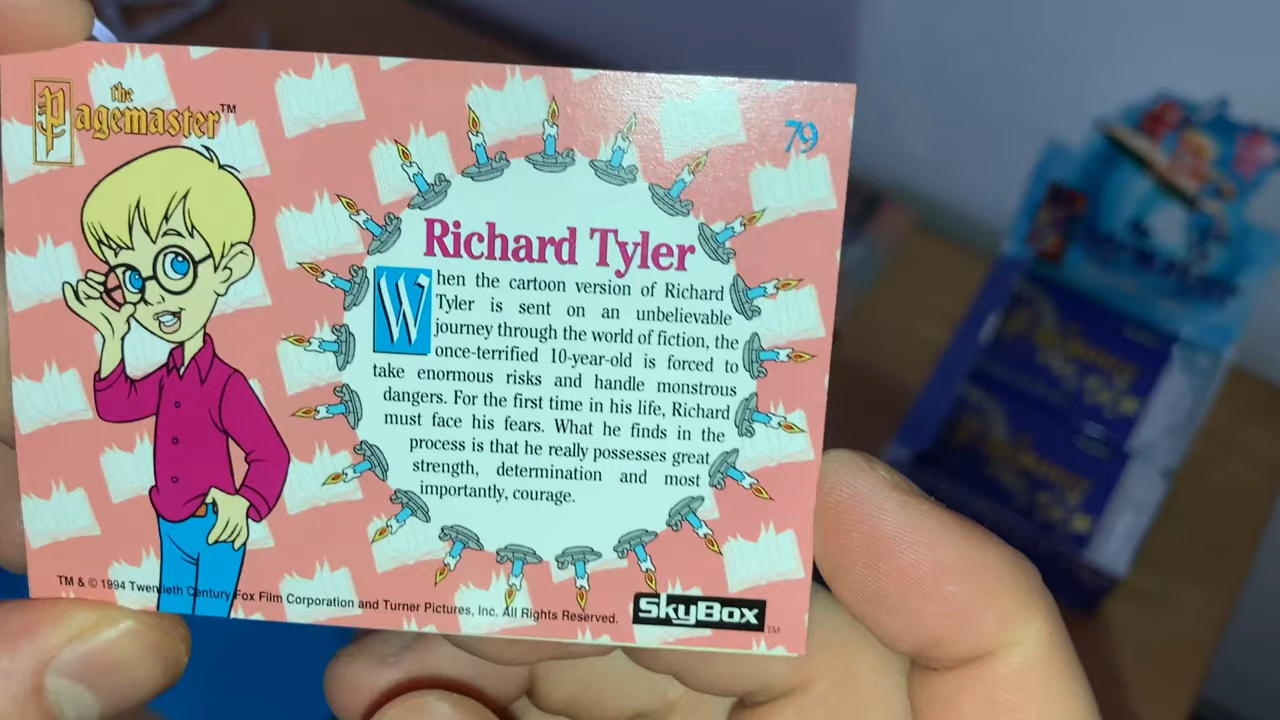 the
Pagemaster™
79
Richard Tyler
When the cartoon version of Richard
Tyler is sent on an unbelievable
journey through the world of fiction, the
once-terrified 10-year-old is forced to
take enormous risks and handle monstrous
dangers. For the first time in his life, Richard
must face his fears. What he finds in the
process is that he really possesses great
strength, determination and most
importantly, courage.
TM & © 1994 Twentieth Century Fox Film Corporation and Turner Pictures, Inc. All Rights Reserved.
SkyBox™